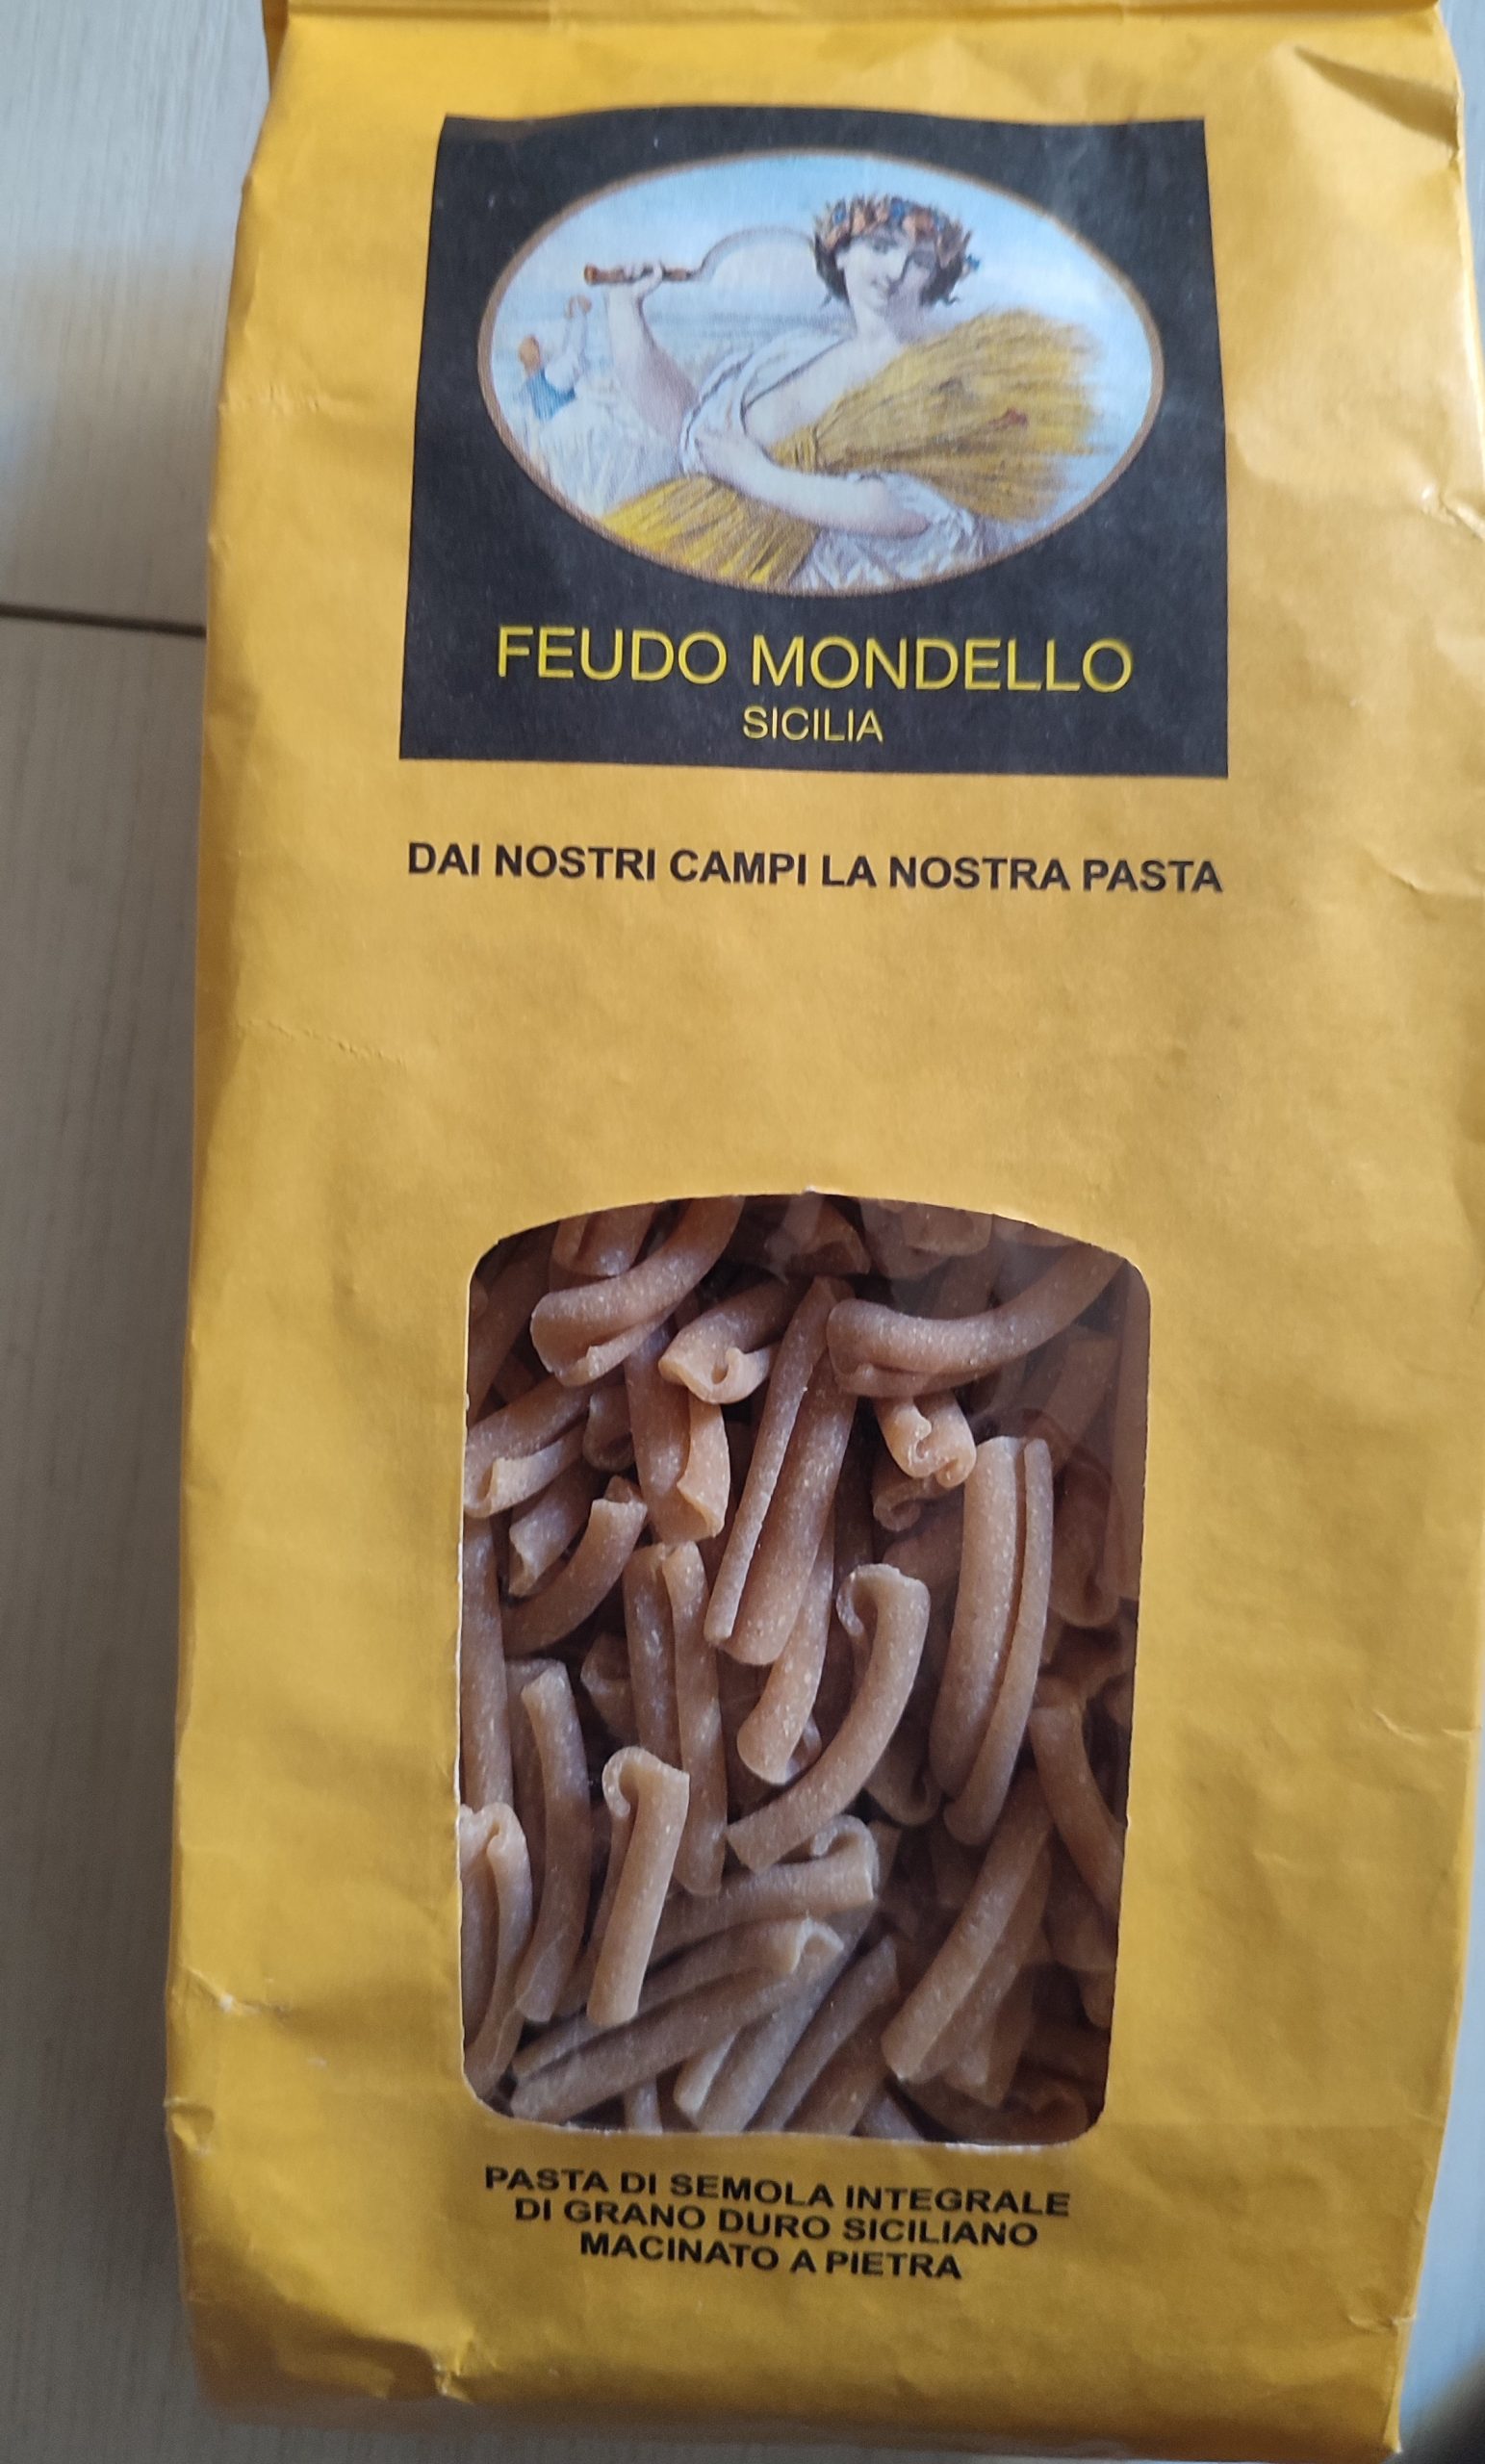 FEUDO MONDELLO
SICILIA
DAI NOSTRI CAMPI LA NOSTRA PASTA
PASTA DI SEMOLA INTEGRALE
DI GRANO DURO SICILIANO
MACINATO A PIETRA